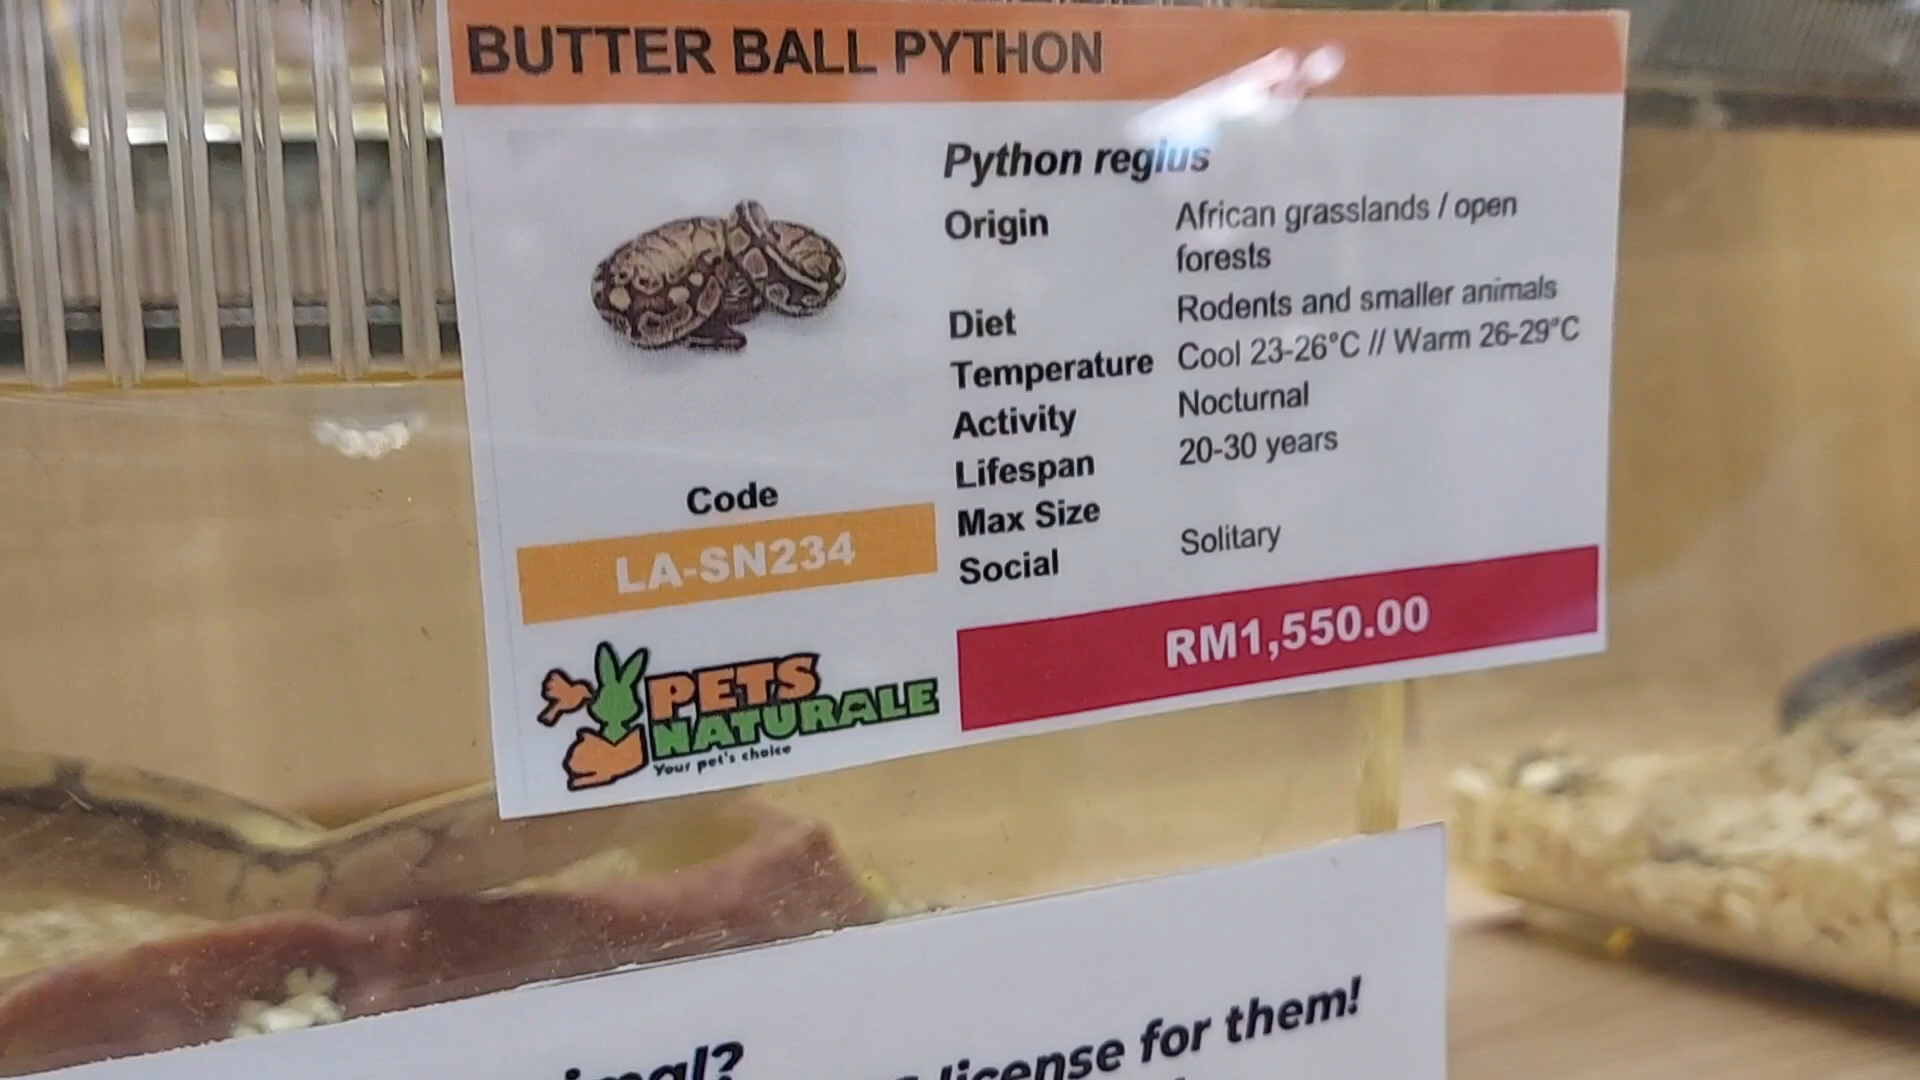 BUTTER BALL PYTHON
Python regius
Origin African grasslands / open
forests
Diet Rodents and smaller animals
Temperature Cool 23-26°C // Warm 26-29°C
Activity Nocturnal
Lifespan 20-30 years
Max Size
Social Solitary
Code
LA-SN234
RM1,550.00
PETS
NATURALE
Your pet's choice
license for them!